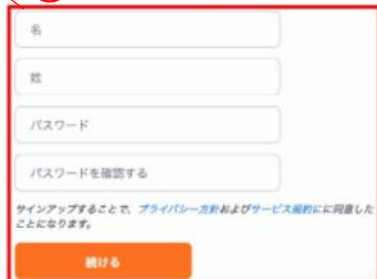 名
姓
パスワード
パスワードを確認する
サインアップすることで、プライバシー方針およびサービス規約にに同意した
ことになります。
続ける